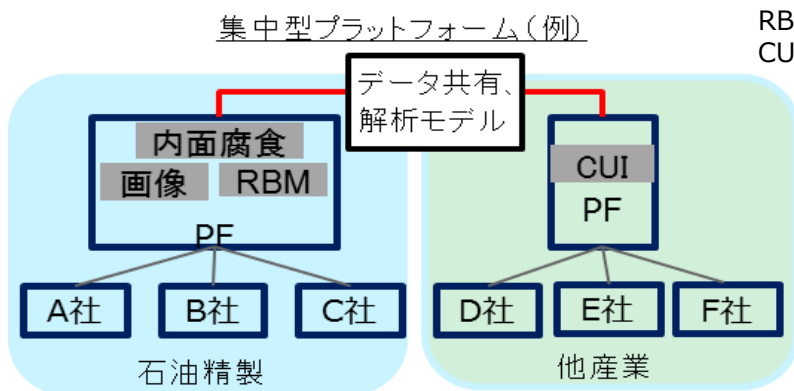 集中型プラットフォーム（例）
RB
CU
データ共有、
解析モデル
内面腐食
画像
RBM
PF
CUI
PF
A社
B社
C社
D社
E社
F社
石油精製
他産業